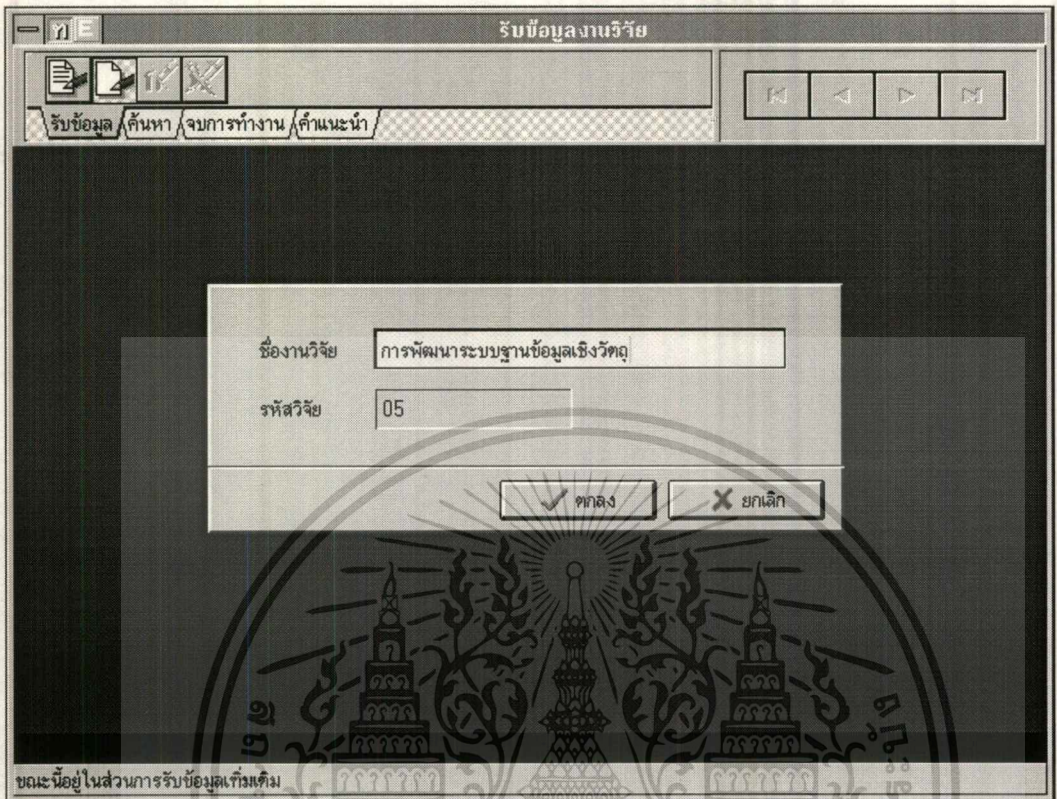 ท E รับข้อมูลงานวิจัย
รับข้อมูล ค้นหา จบการทำงาน คำแนะนำ
ชื่องานวิจัย การพัฒนาระบบฐานข้อมูลเชิงวัตถุ
รหัสวิจัย 05
ตกลง ยกเลิก
ขณะนี้อยู่ในส่วนการรับข้อมูลเพิ่มเติม